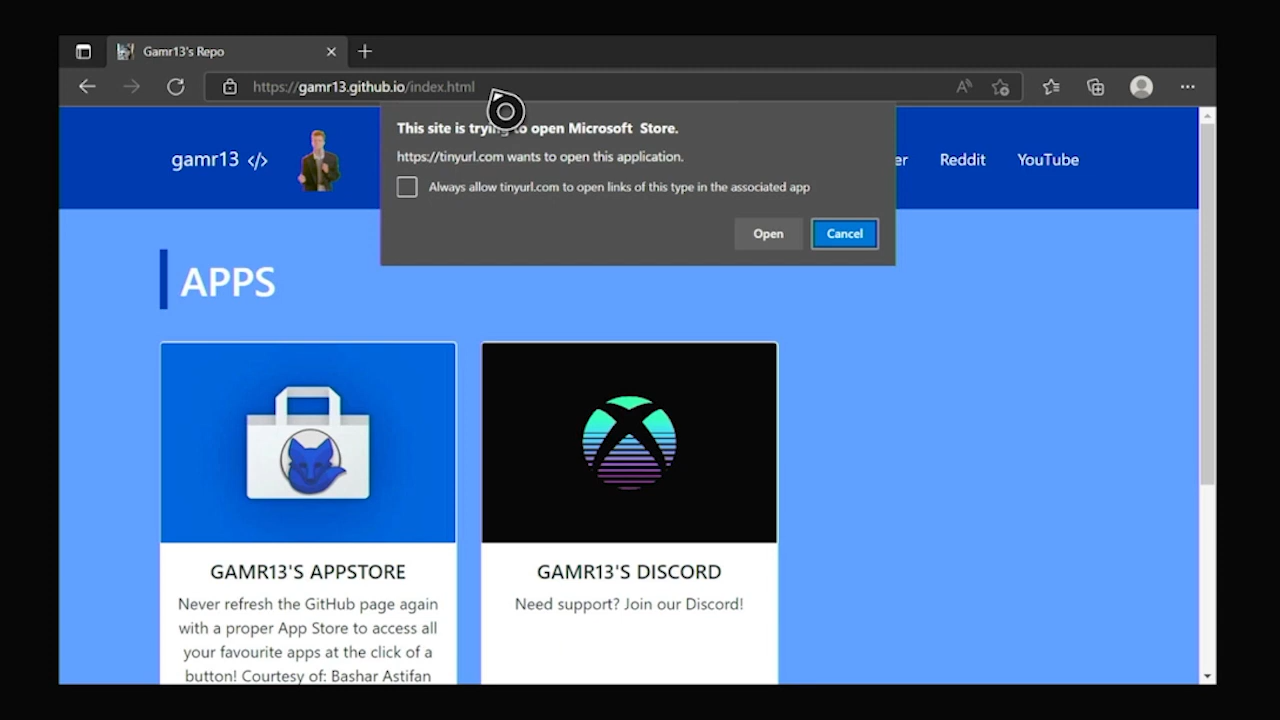 Gamr13's Repo
https://gamr13.github.io/index.html
This site is trying to open Microsoft Store.
https://tinyurl.com wants to open this application.
Always allow tinyurl.com to open links of this type in the associated app
Open
Cancel
gamr13 </>
Reddit
YouTube
APPS
GAMR13'S APPSTORE
Never refresh the GitHub page again
with a proper App Store to access all
your favourite apps at the click of a
button! Courtesy of: Bashar Astifan
GAMR13'S DISCORD
Need support? Join our Discord!